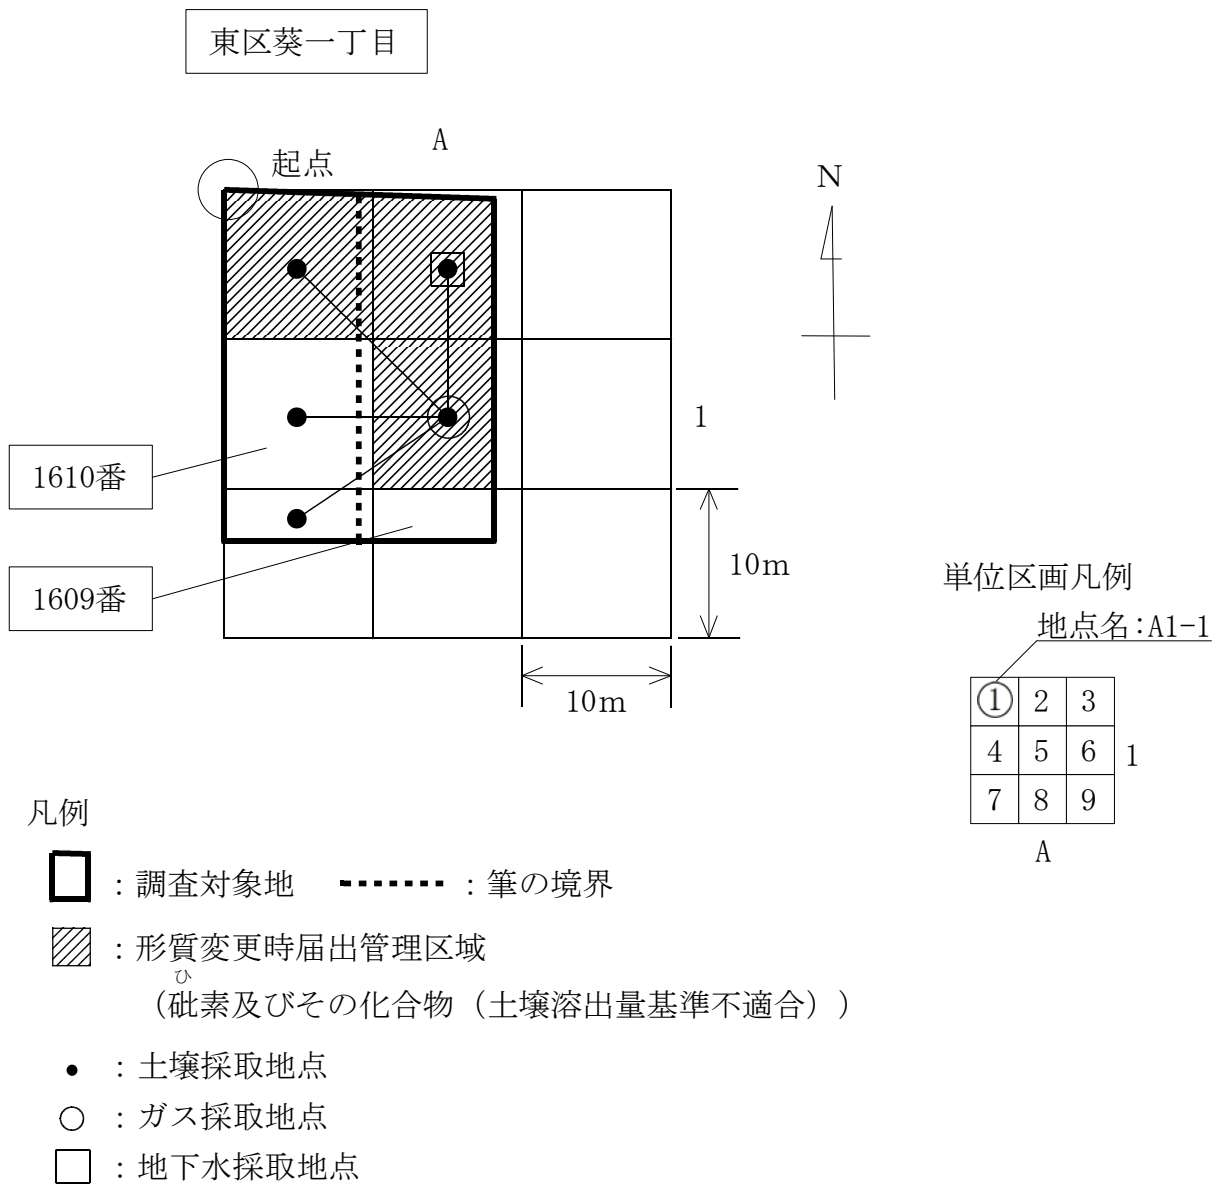 東区葵一丁目
A
起点
N
1
1610番
1609番
10m
10m
単位区画凡例
地点名:A1-1
① 2 3
4 5 6
1
7 8 9
A
凡例
：調査対象地
：筆の境界
：形質変更時届出管理区域
ひ
（砒素及びその化合物（土壌溶出量基準不適合））
：土壌採取地点
：ガス採取地点
：地下水採取地点